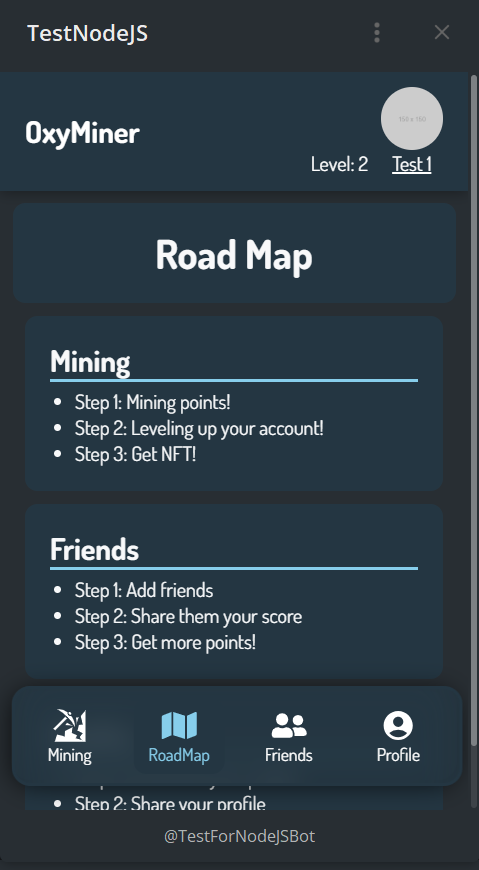 TestNodeJS
OxyMiner
150 x 150
Level: 2 Test 1
Road Map
Mining
Step 1: Mining points!
Step 2: Leveling up your account!
Step 3: Get NFT!
Friends
Step 1: Add friends
Step 2: Share them your score
Step 3: Get more points!
Mining RoadMap Friends Profile
Step 2: Share your profile
@TestForNodeJSBot